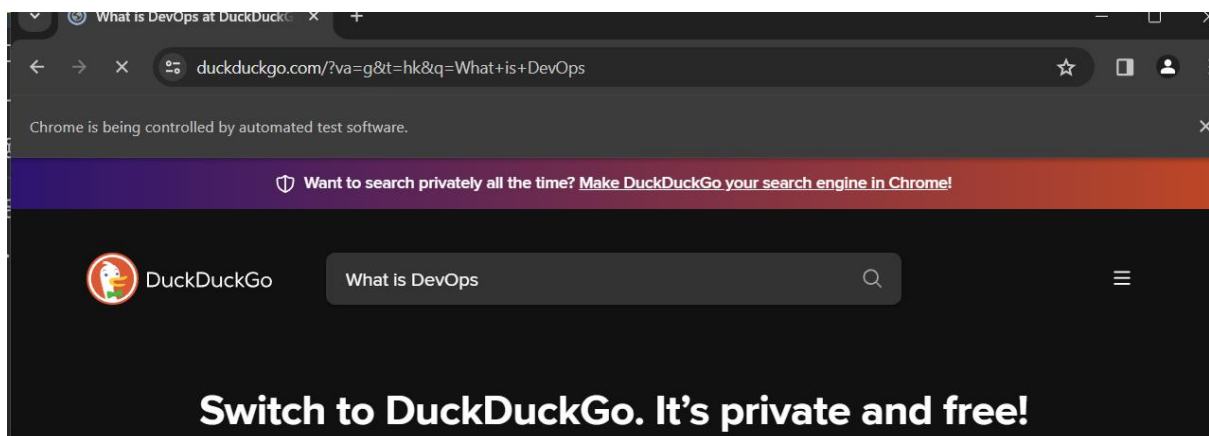 What is DevOps at DuckDuckG
duckduckgo.com/?va=g&t=hk&q=What+is+DevOps
Chrome is being controlled by automated test software.
Want to search privately all the time? Make DuckDuckGo your search engine in Chrome!
DuckDuckGo
What is DevOps
Switch to DuckDuckGo. It’s private and free!